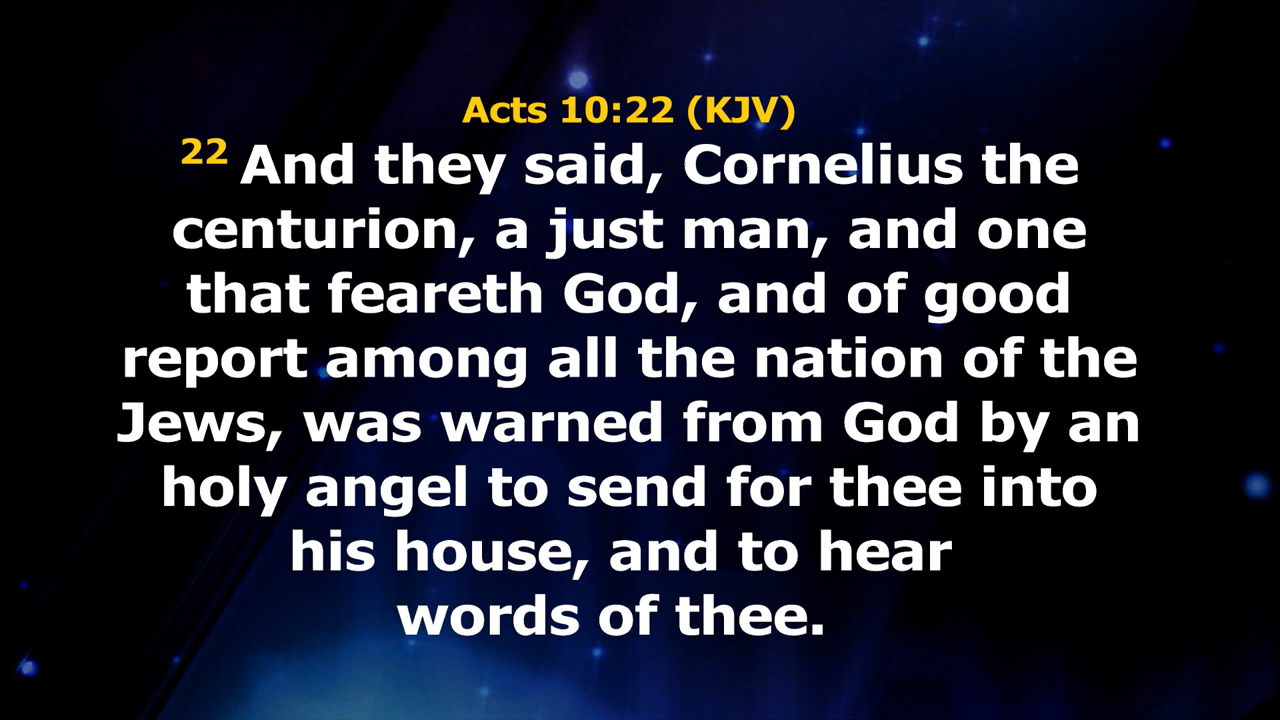 Acts 10:22 (KJV)
22 And they said, Cornelius the
centurion, a just man, and one
that feareth God, and of good
report among all the nation of the
Jews, was warned from God by an
holy angel to send for thee into
his house, and to hear
words of thee.